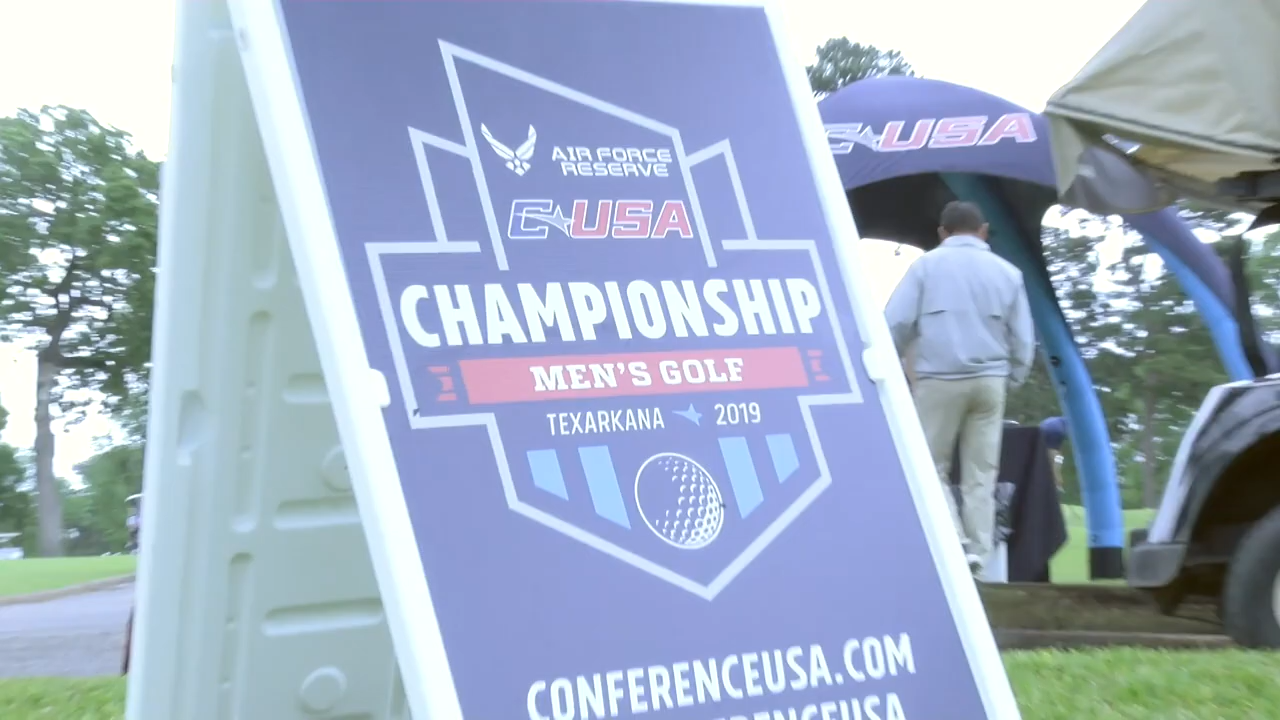 AIR FORCE
RESERVE
C USA
CHAMPIONSHIP
MEN'S GOLF
TEXARKANA 2019
CONFERENCEUSA.COM
C USA